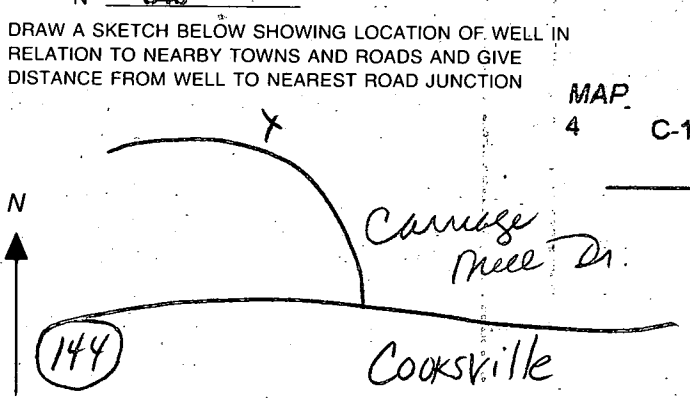 N
DRAW A SKETCH BELOW SHOWING LOCATION OF WELL IN
RELATION TO NEARBY TOWNS AND ROADS AND GIVE
DISTANCE FROM WELL TO NEAREST ROAD JUNCTION
MAP
4 C-1
X
N
Carriage
Mill Dr.
144
Cooksville